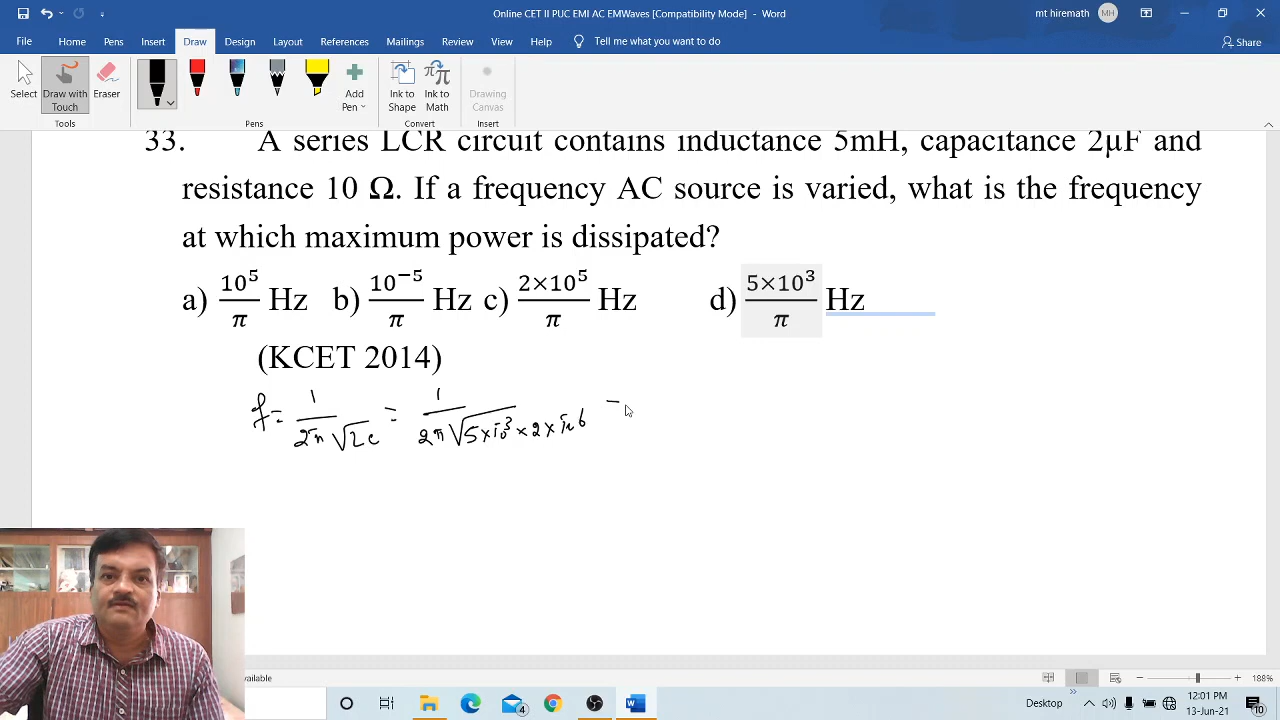 Online CET II PUC EMI AC EMWaves [Compatibility Mode] - Word
mt hiremath MH
File Home Insert Draw Design Layout References Mailings Review View Help Tell me what you want to do Share
Select Draw with Touch Eraser Add Pen Ink to Shape Ink to Math Drawing Canvas
Tools Pens Convert Insert
33. A series LCR circuit contains inductance 5mH, capacitance 2µF and
resistance 10 Ω. If a frequency AC source is varied, what is the frequency
at which maximum power is dissipated?
a) 10⁵/π Hz b) 10⁻⁵/π Hz c) 2×10⁵/π Hz d) 5×10³/π Hz
(KCET 2014)
f = 1/2π√LC = 1/2π√5×10⁻³×2×10⁻⁶ =
188%
Desktop 12:01 PM
13-Jun-21
4
10